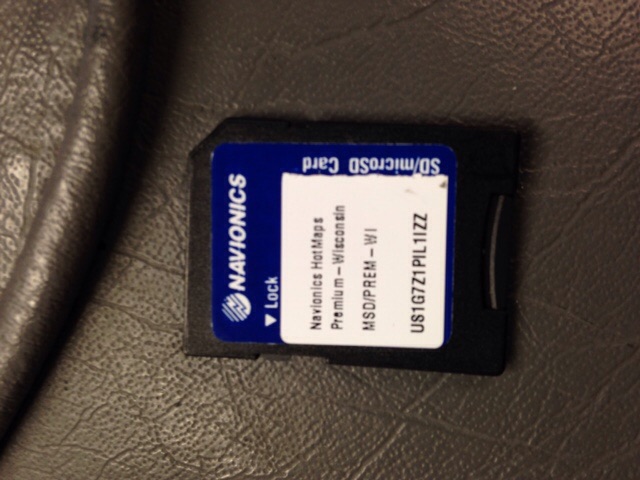 NAVIONICS
▼ Lock
SD/microSD Card
Navionics HotMaps
Premium - Wisconsin
MSD/PREM - WI
US1G7Z1PIL1IZZ